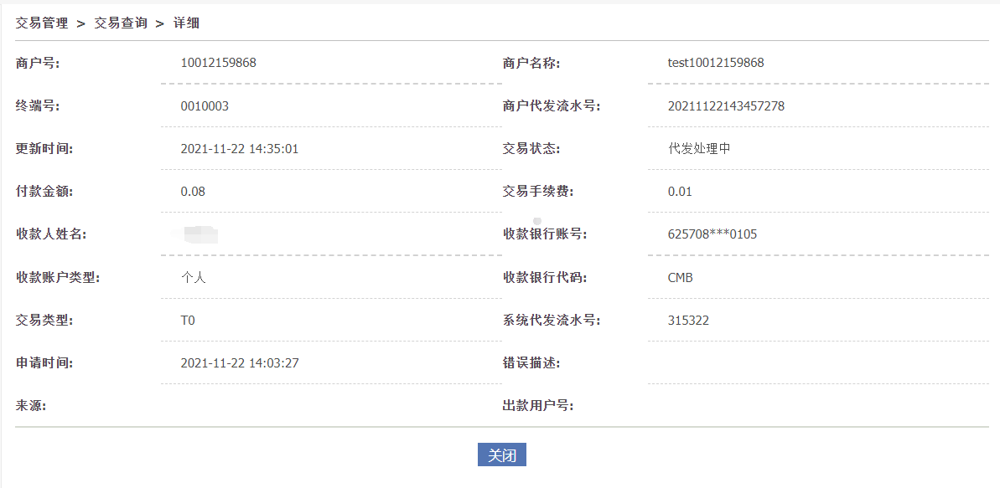 交易管理 > 交易查询 > 详细
商户号: 10012159868 商户名称: test10012159868
终端号: 0010003 商户代发流水号: 20211122143457278
更新时间: 2021-11-22 14:35:01 交易状态: 代发处理中
付款金额: 0.08 交易手续费: 0.01
收款人姓名: 收款银行账号: 625708***0105
收款账户类型: 个人 收款银行代码: CMB
交易类型: T0 系统代发流水号: 315322
申请时间: 2021-11-22 14:03:27 错误描述:
来源: 出款用户号:
关闭